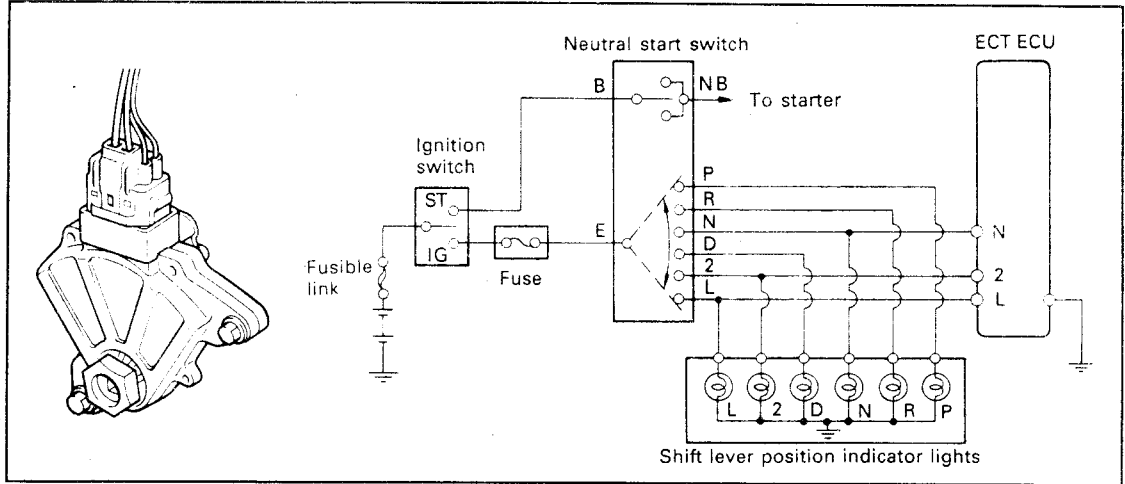 Neutral start switch
ECT ECU
B
NB
To starter
Ignition
switch
ST
IG
Fusible
link
Fuse
E
P
R
N
D
2
L
N
2
L
L
2
D
N
R
P
Shift lever position indicator lights